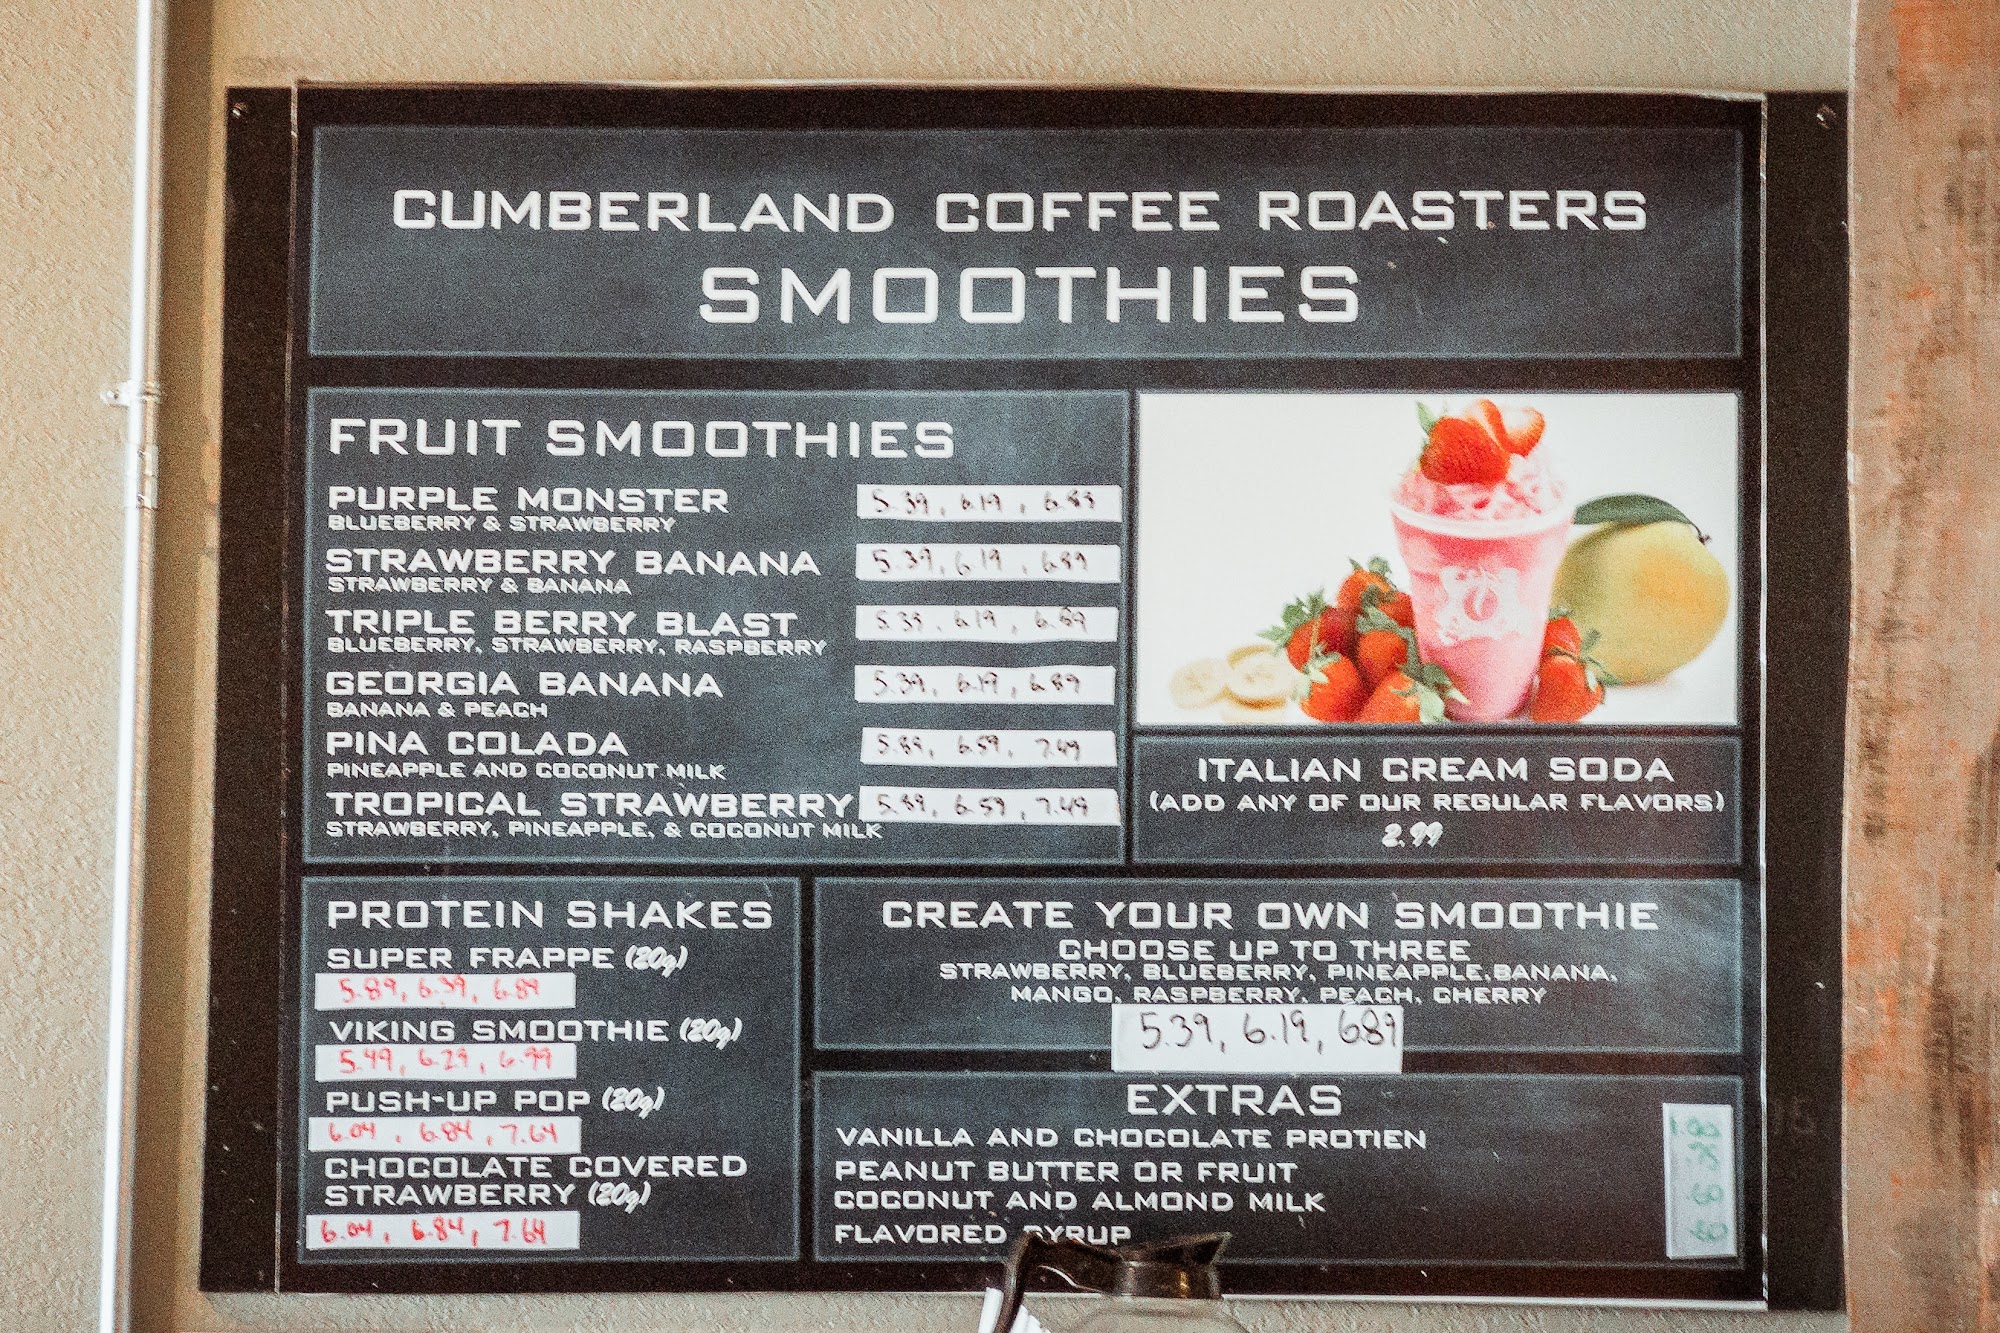 CUMBERLAND COFFEE ROASTERS
SMOOTHIES
FRUIT SMOOTHIES
PURPLE MONSTER 5.39, 6.19, 6.89
BLUEBERRY & STRAWBERRY
STRAWBERRY BANANA 5.39, 6.19, 6.89
STRAWBERRY & BANANA
TRIPLE BERRY BLAST 5.39, 6.19, 6.89
BLUEBERRY, STRAWBERRY, RASPBERRY
GEORGIA BANANA 5.39, 6.19, 6.89
BANANA & PEACH
PINA COLADA 5.89, 6.59, 7.49
PINEAPPLE AND COCONUT MILK
TROPICAL STRAWBERRY 5.89, 6.59, 7.49
STRAWBERRY, PINEAPPLE, & COCONUT MILK
ITALIAN CREAM SODA
(ADD ANY OF OUR REGULAR FLAVORS)
2.99
PROTEIN SHAKES
SUPER FRAPPE (20g)
5.89, 6.39, 6.89
VIKING SMOOTHIE (20g)
5.49, 6.29, 6.99
PUSH-UP POP (20g)
6.04, 6.84, 7.64
CHOCOLATE COVERED
STRAWBERRY (20g)
6.04, 6.84, 7.64
CREATE YOUR OWN SMOOTHIE
CHOOSE UP TO THREE
STRAWBERRY, BLUEBERRY, PINEAPPLE, BANANA,
MANGO, RASPBERRY, PEACH, CHERRY
5.39, 6.19, 6.89
EXTRAS
VANILLA AND CHOCOLATE PROTIEN
PEANUT BUTTER OR FRUIT
COCONUT AND ALMOND MILK
FLAVORED SYRUP